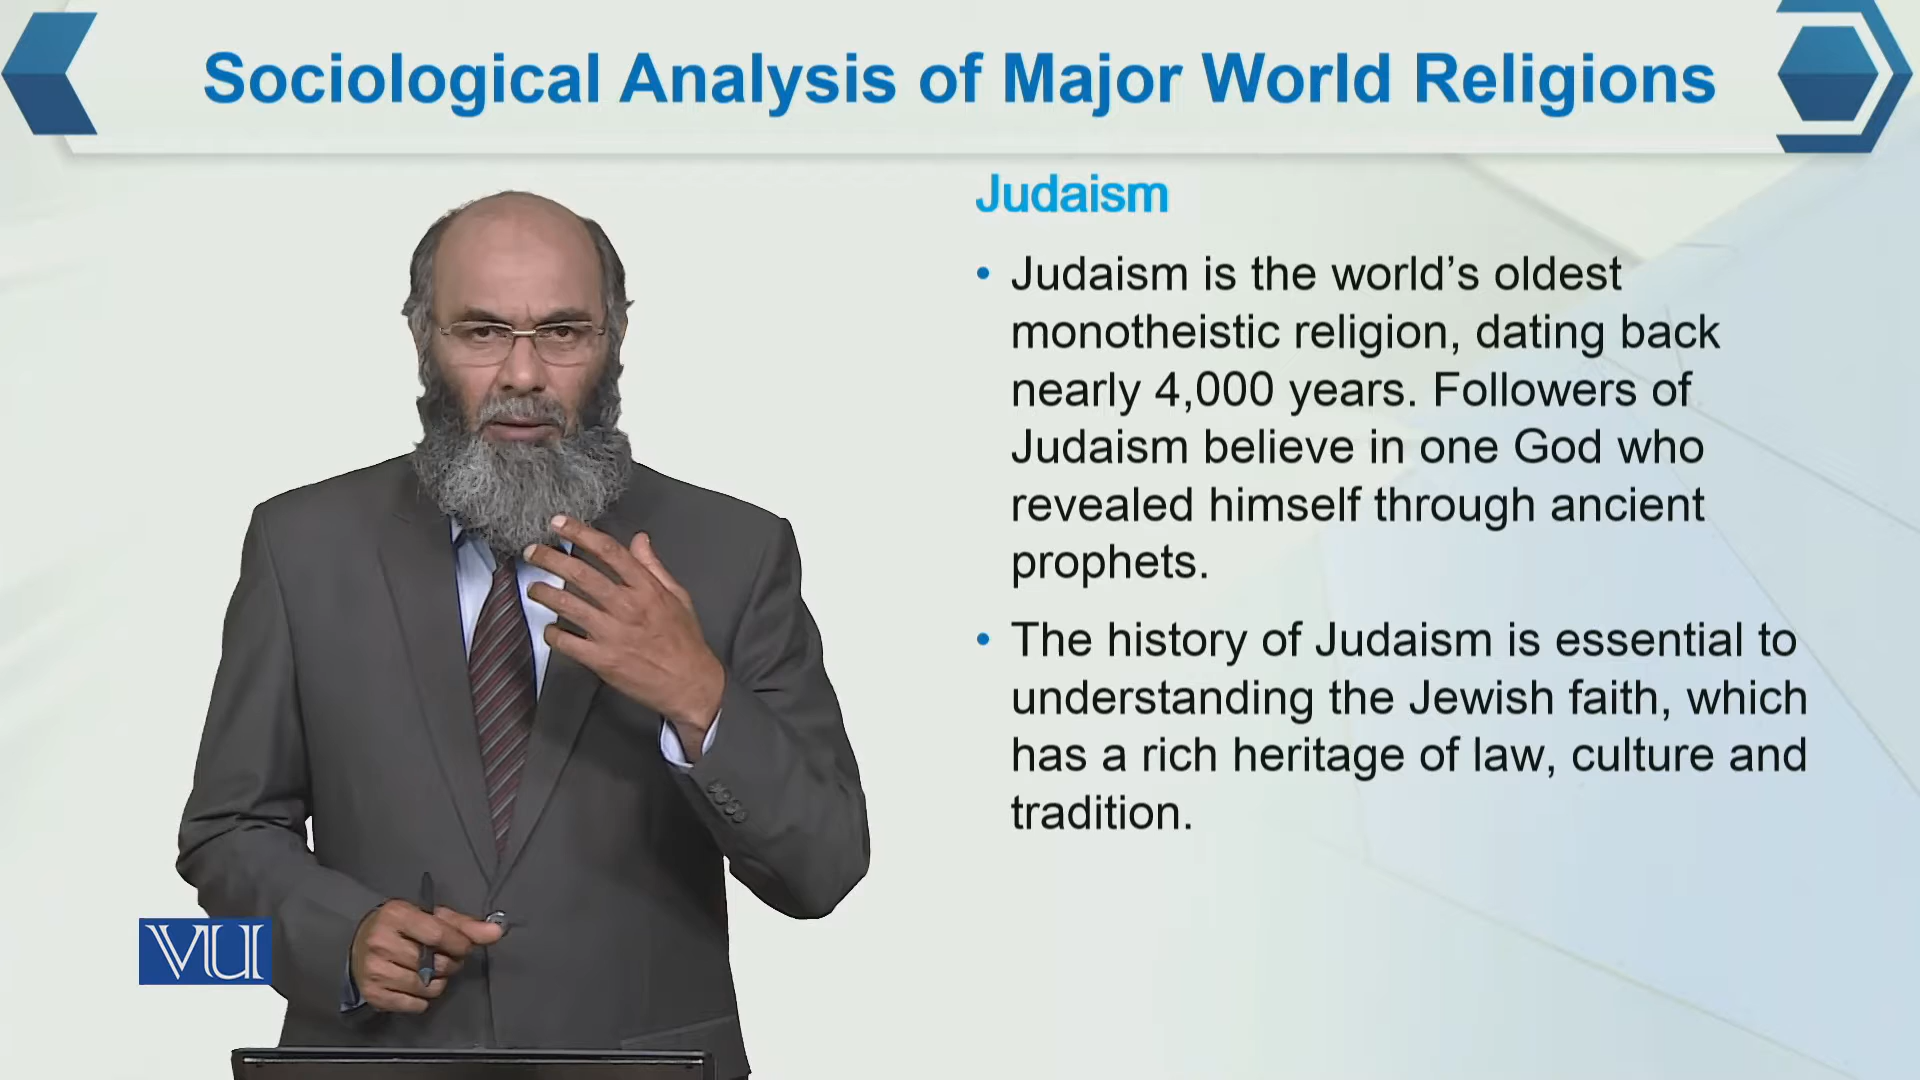 Sociological Analysis of Major World Religions
Judaism
• Judaism is the world’s oldest
monotheistic religion, dating back
nearly 4,000 years. Followers of
Judaism believe in one God who
revealed himself through ancient
prophets.
• The history of Judaism is essential to
understanding the Jewish faith, which
has a rich heritage of law, culture and
tradition.
VU